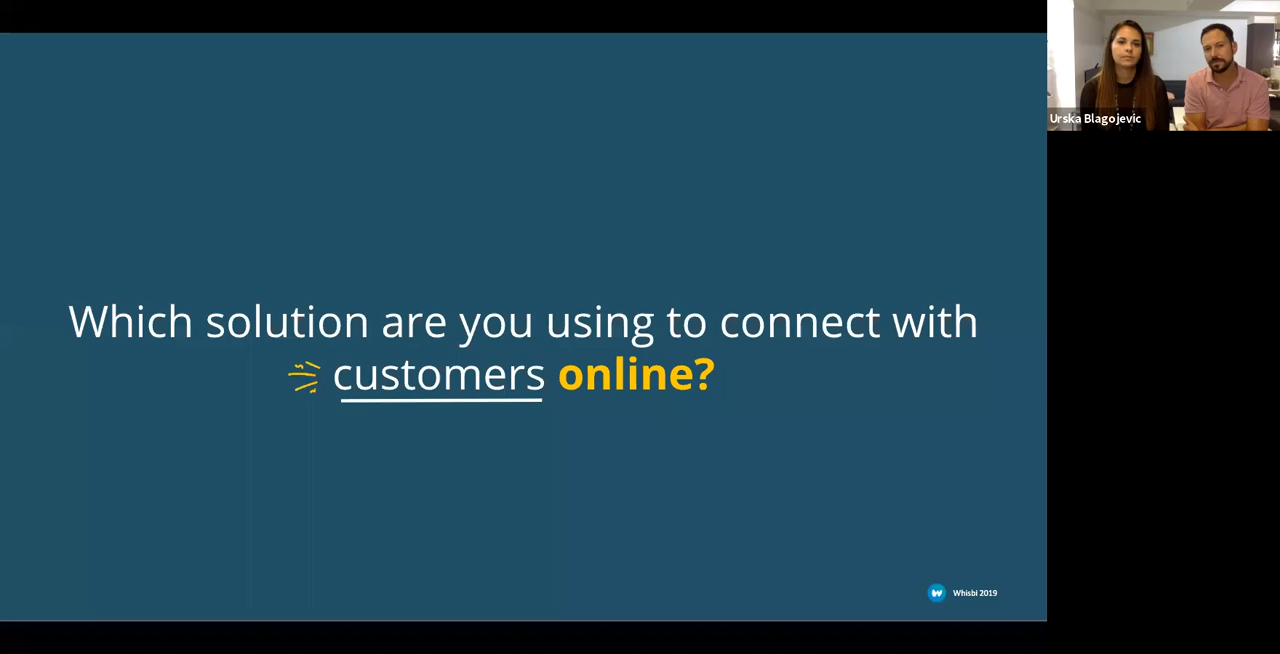 Urska Blagojevic
Which solution are you using to connect with
customers online?
Whisbi 2019